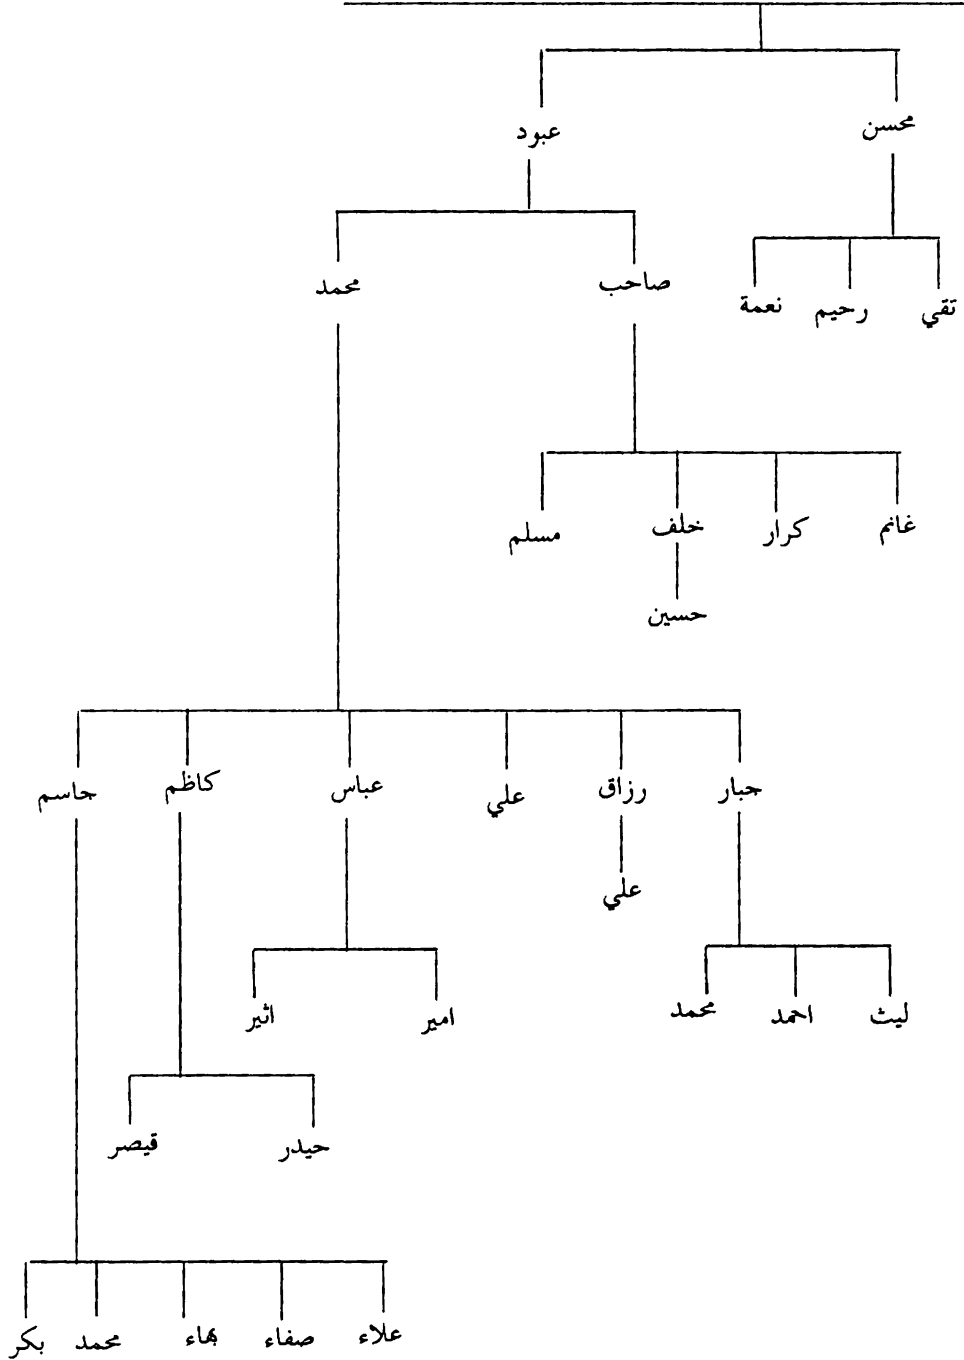 محسن عبود
صاحب محمد
تقي رحيم نعمة
غانم كرار خلف مسلم
حسين
جبار رزاق علي عباس كاظم جاسم
علي
ليث احمد محمد امير اثير
حيدر قيصر
علاء صفاء بهاء محمد بكر